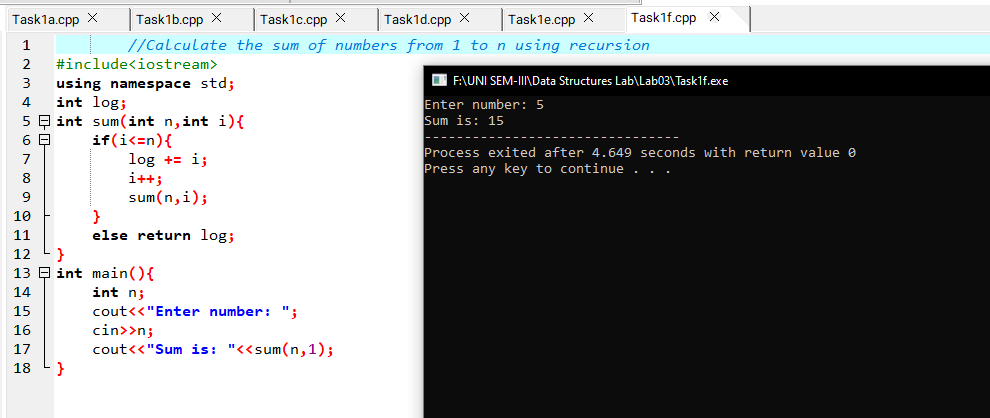 Task1a.cpp × Task1b.cpp × Task1c.cpp × Task1d.cpp × Task1e.cpp × Task1f.cpp ×
1 //Calculate the sum of numbers from 1 to n using recursion
2 #include<iostream>
3 using namespace std;
4 int log;
5 int sum(int n,int i){
6 if(i<=n){
7 log += i;
8 i++;
9 sum(n,i);
10 }
11 else return log;
12 }
13 int main(){
14 int n;
15 cout<<"Enter number: ";
16 cin>>n;
17 cout<<"Sum is: "<<sum(n,1);
18 }
F:\UNI SEM-III\Data Structures Lab\Lab03\Task1f.exe
Enter number: 5
Sum is: 15
--------------------------------
Process exited after 4.649 seconds with return value 0
Press any key to continue . . .